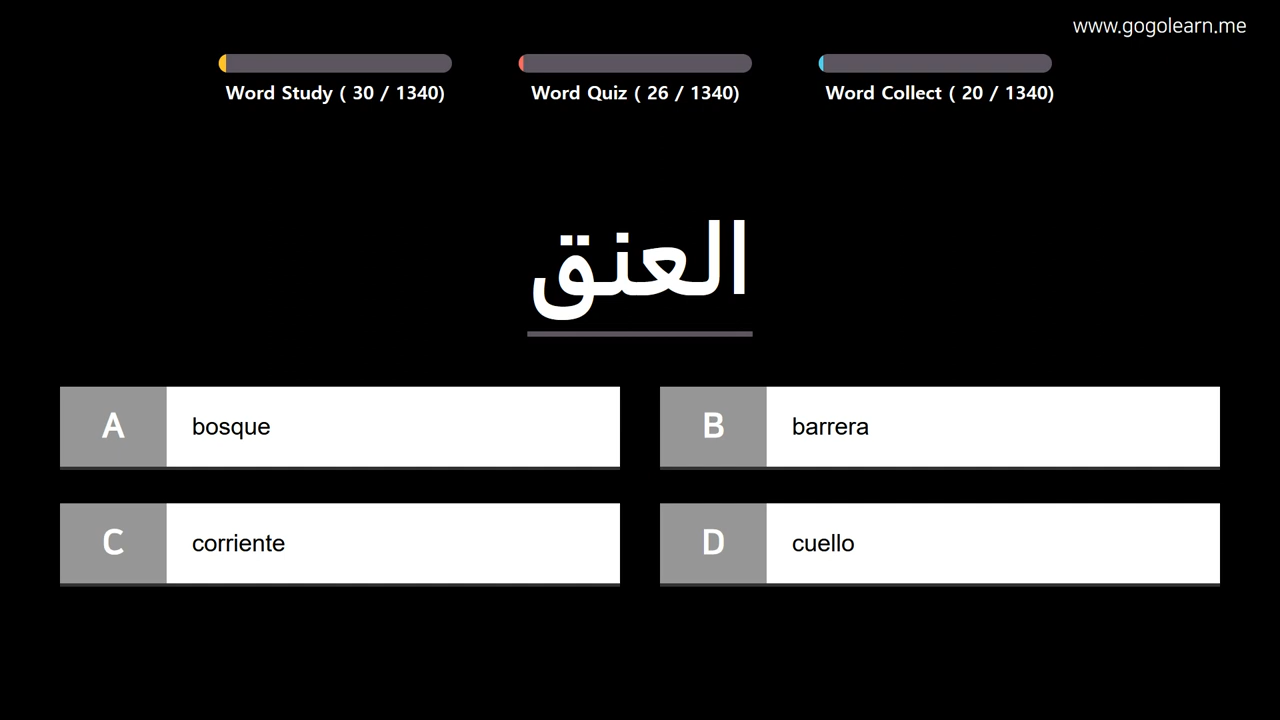 www.gogolearn.me
Word Study ( 30 / 1340)
Word Quiz ( 26 / 1340)
Word Collect ( 20 / 1340)
العنق
A bosque
B barrera
C corriente
D cuello